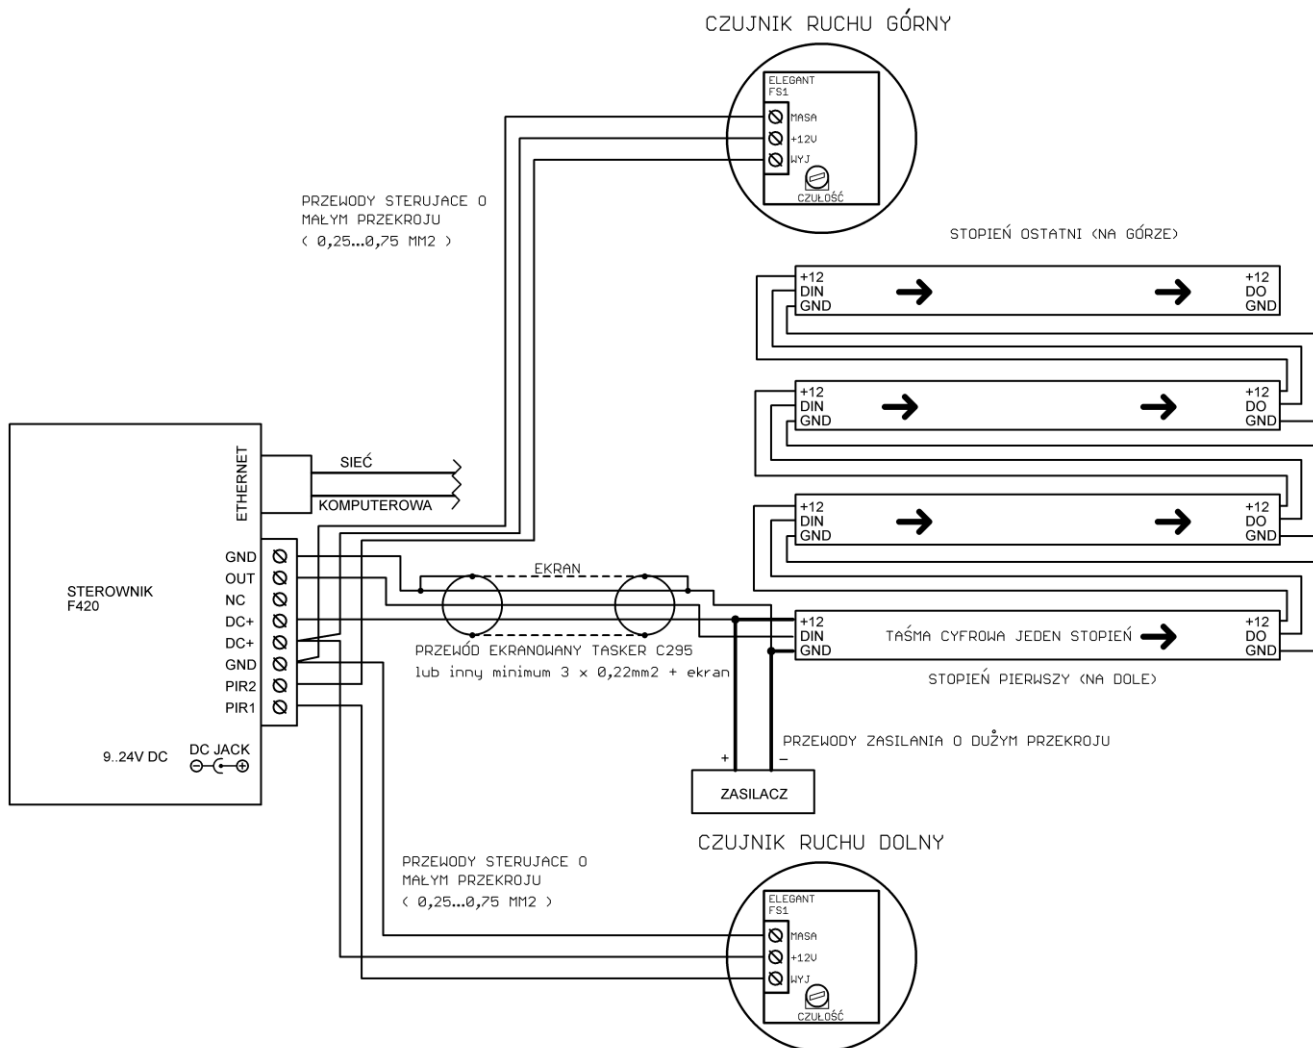 CZUJNIK RUCHU GÓRNY
ELEGANT
FS1
MASA
+12V
WYJ
CZUŁOŚĆ
PRZEWODY STERUJACE O
MAŁYM PRZEKROJU
( 0,25...0,75 MM2 )
STOPIEŃ OSTATNI (NA GÓRZE)
+12
DIN
GND
+12
DO
GND
+12
DIN
GND
+12
DO
GND
+12
DIN
GND
+12
DO
GND
+12
DIN
GND
TAŚMA CYFROWA JEDEN STOPIEŃ
+12
DO
GND
STOPIEŃ PIERWSZY (NA DOLE)
ETHERNET
SIEĆ
KOMPUTEROWA
STEROWNIK
F420
GND
OUT
NC
DC+
DC+
GND
PIR2
PIR1
9..24V DC
DC JACK
EKRAN
PRZEWÓD EKRANOWANY TASKER C295
lub inny minimum 3 x 0,22mm2 + ekran
PRZEWODY ZASILANIA O DUŻYM PRZEKROJU
+
–
ZASILACZ
CZUJNIK RUCHU DOLNY
PRZEWODY STERUJACE O
MAŁYM PRZEKROJU
( 0,25...0,75 MM2 )
ELEGANT
FS1
MASA
+12V
WYJ
CZUŁOŚĆ